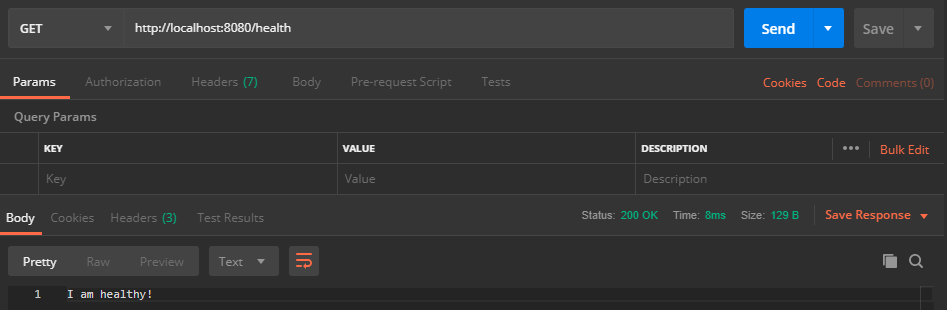 GET http://localhost:8080/health Send Save
Params Authorization Headers (7) Body Pre-request Script Tests Cookies Code Comments (0)
Query Params
KEY VALUE DESCRIPTION ••• Bulk Edit
Key Value Description
Body Cookies Headers (3) Test Results Status: 200 OK Time: 8ms Size: 129 B Save Response
Pretty Raw Preview Text
1 I am healthy!